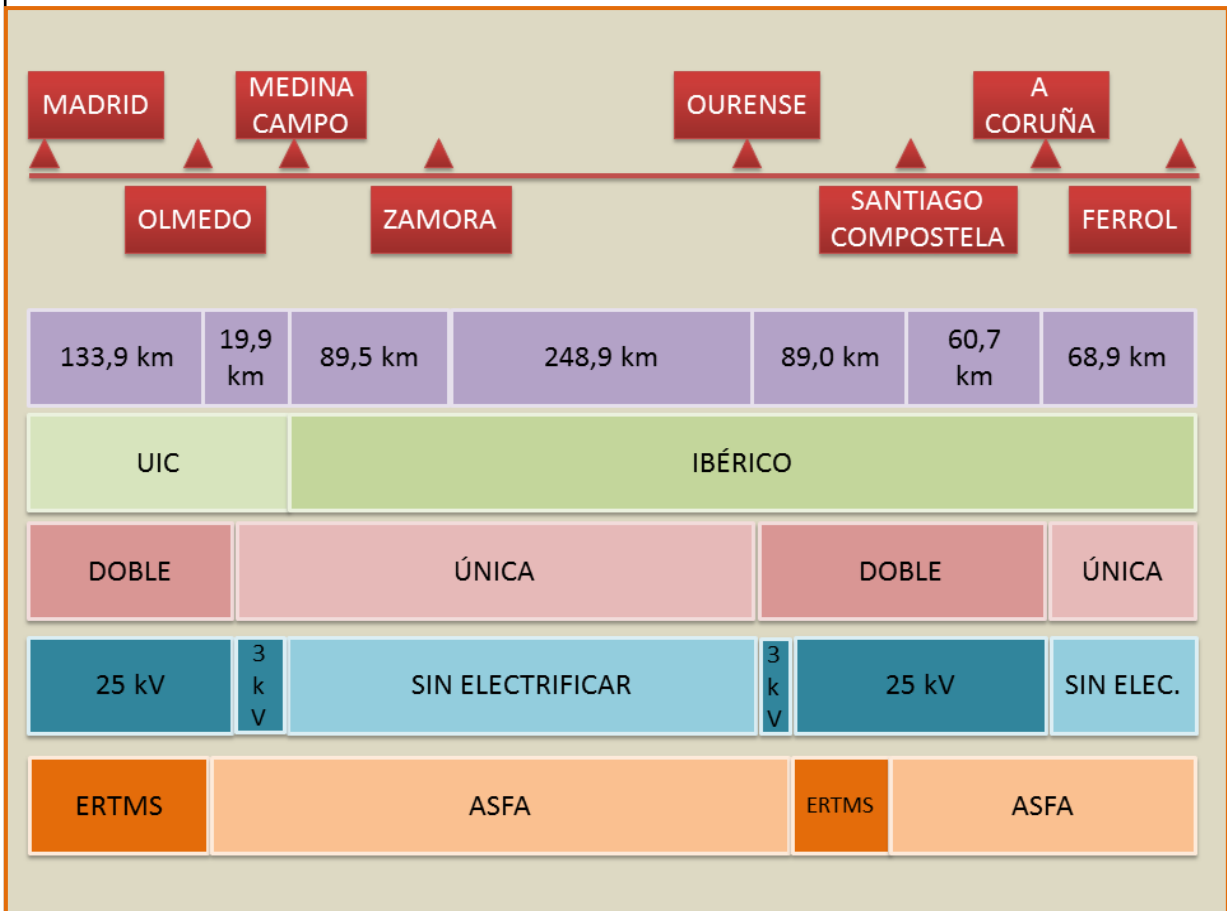 MADRID
MEDINA
CAMPO
OURENSE
A
CORUÑA
OLMEDO
ZAMORA
SANTIAGO
COMPOSTELA
FERROL
133,9 km
19,9
km
89,5 km
248,9 km
89,0 km
60,7
km
68,9 km
UIC
IBÉRICO
DOBLE
ÚNICA
DOBLE
ÚNICA
25 kV
3
k
V
SIN ELECTRIFICAR
3
k
V
25 kV
SIN ELEC.
ERTMS
ASFA
ERTMS
ASFA